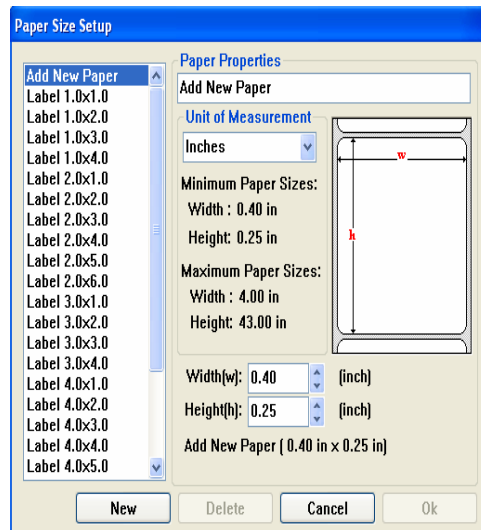 Paper Size Setup
Add New Paper
Label 1.0x1.0
Label 1.0x2.0
Label 1.0x3.0
Label 1.0x4.0
Label 2.0x1.0
Label 2.0x2.0
Label 2.0x3.0
Label 2.0x4.0
Label 2.0x5.0
Label 2.0x6.0
Label 3.0x1.0
Label 3.0x2.0
Label 3.0x3.0
Label 3.0x4.0
Label 4.0x1.0
Label 4.0x2.0
Label 4.0x3.0
Label 4.0x4.0
Label 4.0x5.0
Paper Properties
Add New Paper
Unit of Measurement
Inches
Minimum Paper Sizes:
Width : 0.40 in
Height: 0.25 in
Maximum Paper Sizes:
Width : 4.00 in
Height: 43.00 in
w
h
Width(w): 0.40 (inch)
Height(h): 0.25 (inch)
Add New Paper ( 0.40 in x 0.25 in)
New Delete Cancel Ok